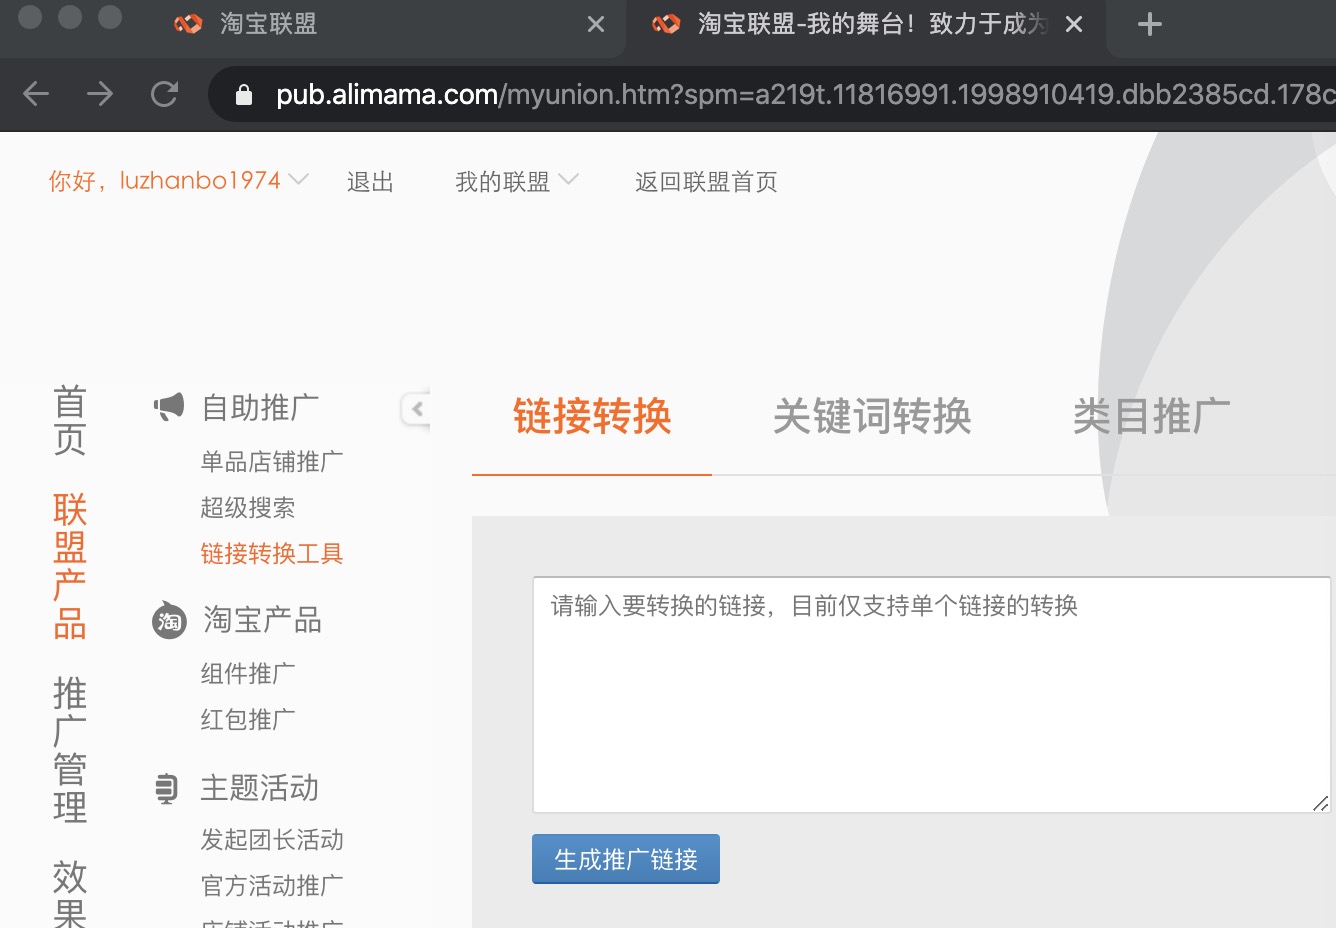 淘宝联盟
淘宝联盟-我的舞台！致力于成为
pub.alimama.com/myunion.htm?spm=a219t.11816991.1998910419.dbb2385cd.178c
你好，luzhanbo1974 退出 我的联盟 返回联盟首页
首页
联盟产品
推广管理
效果
自助推广
单品店铺推广
超级搜索
链接转换工具
淘
淘宝产品
组件推广
红包推广
主题活动
发起团长活动
官方活动推广
店铺活动推广
链接转换 关键词转换 类目推广
请输入要转换的链接，目前仅支持单个链接的转换
生成推广链接